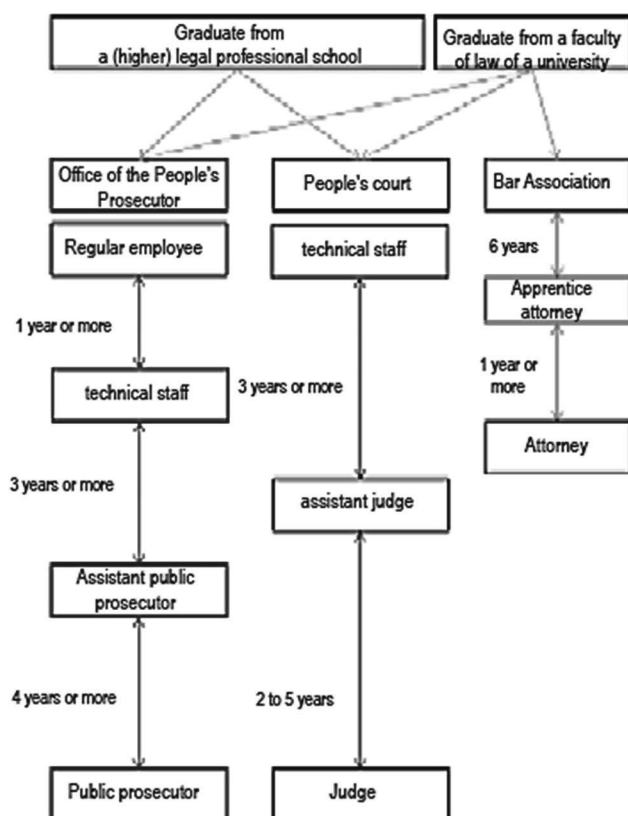 Graduate from
a (higher) legal professional school
Graduate from a faculty
of law of a university
Office of the People's
Prosecutor
People's court
Bar Association
Regular employee
technical staff
6 years
Apprentice
attorney
1 year or more
1 year or
more
technical staff
3 years or more
Attorney
3 years or more
assistant judge
Assistant public
prosecutor
4 years or more
2 to 5 years
Public prosecutor
Judge